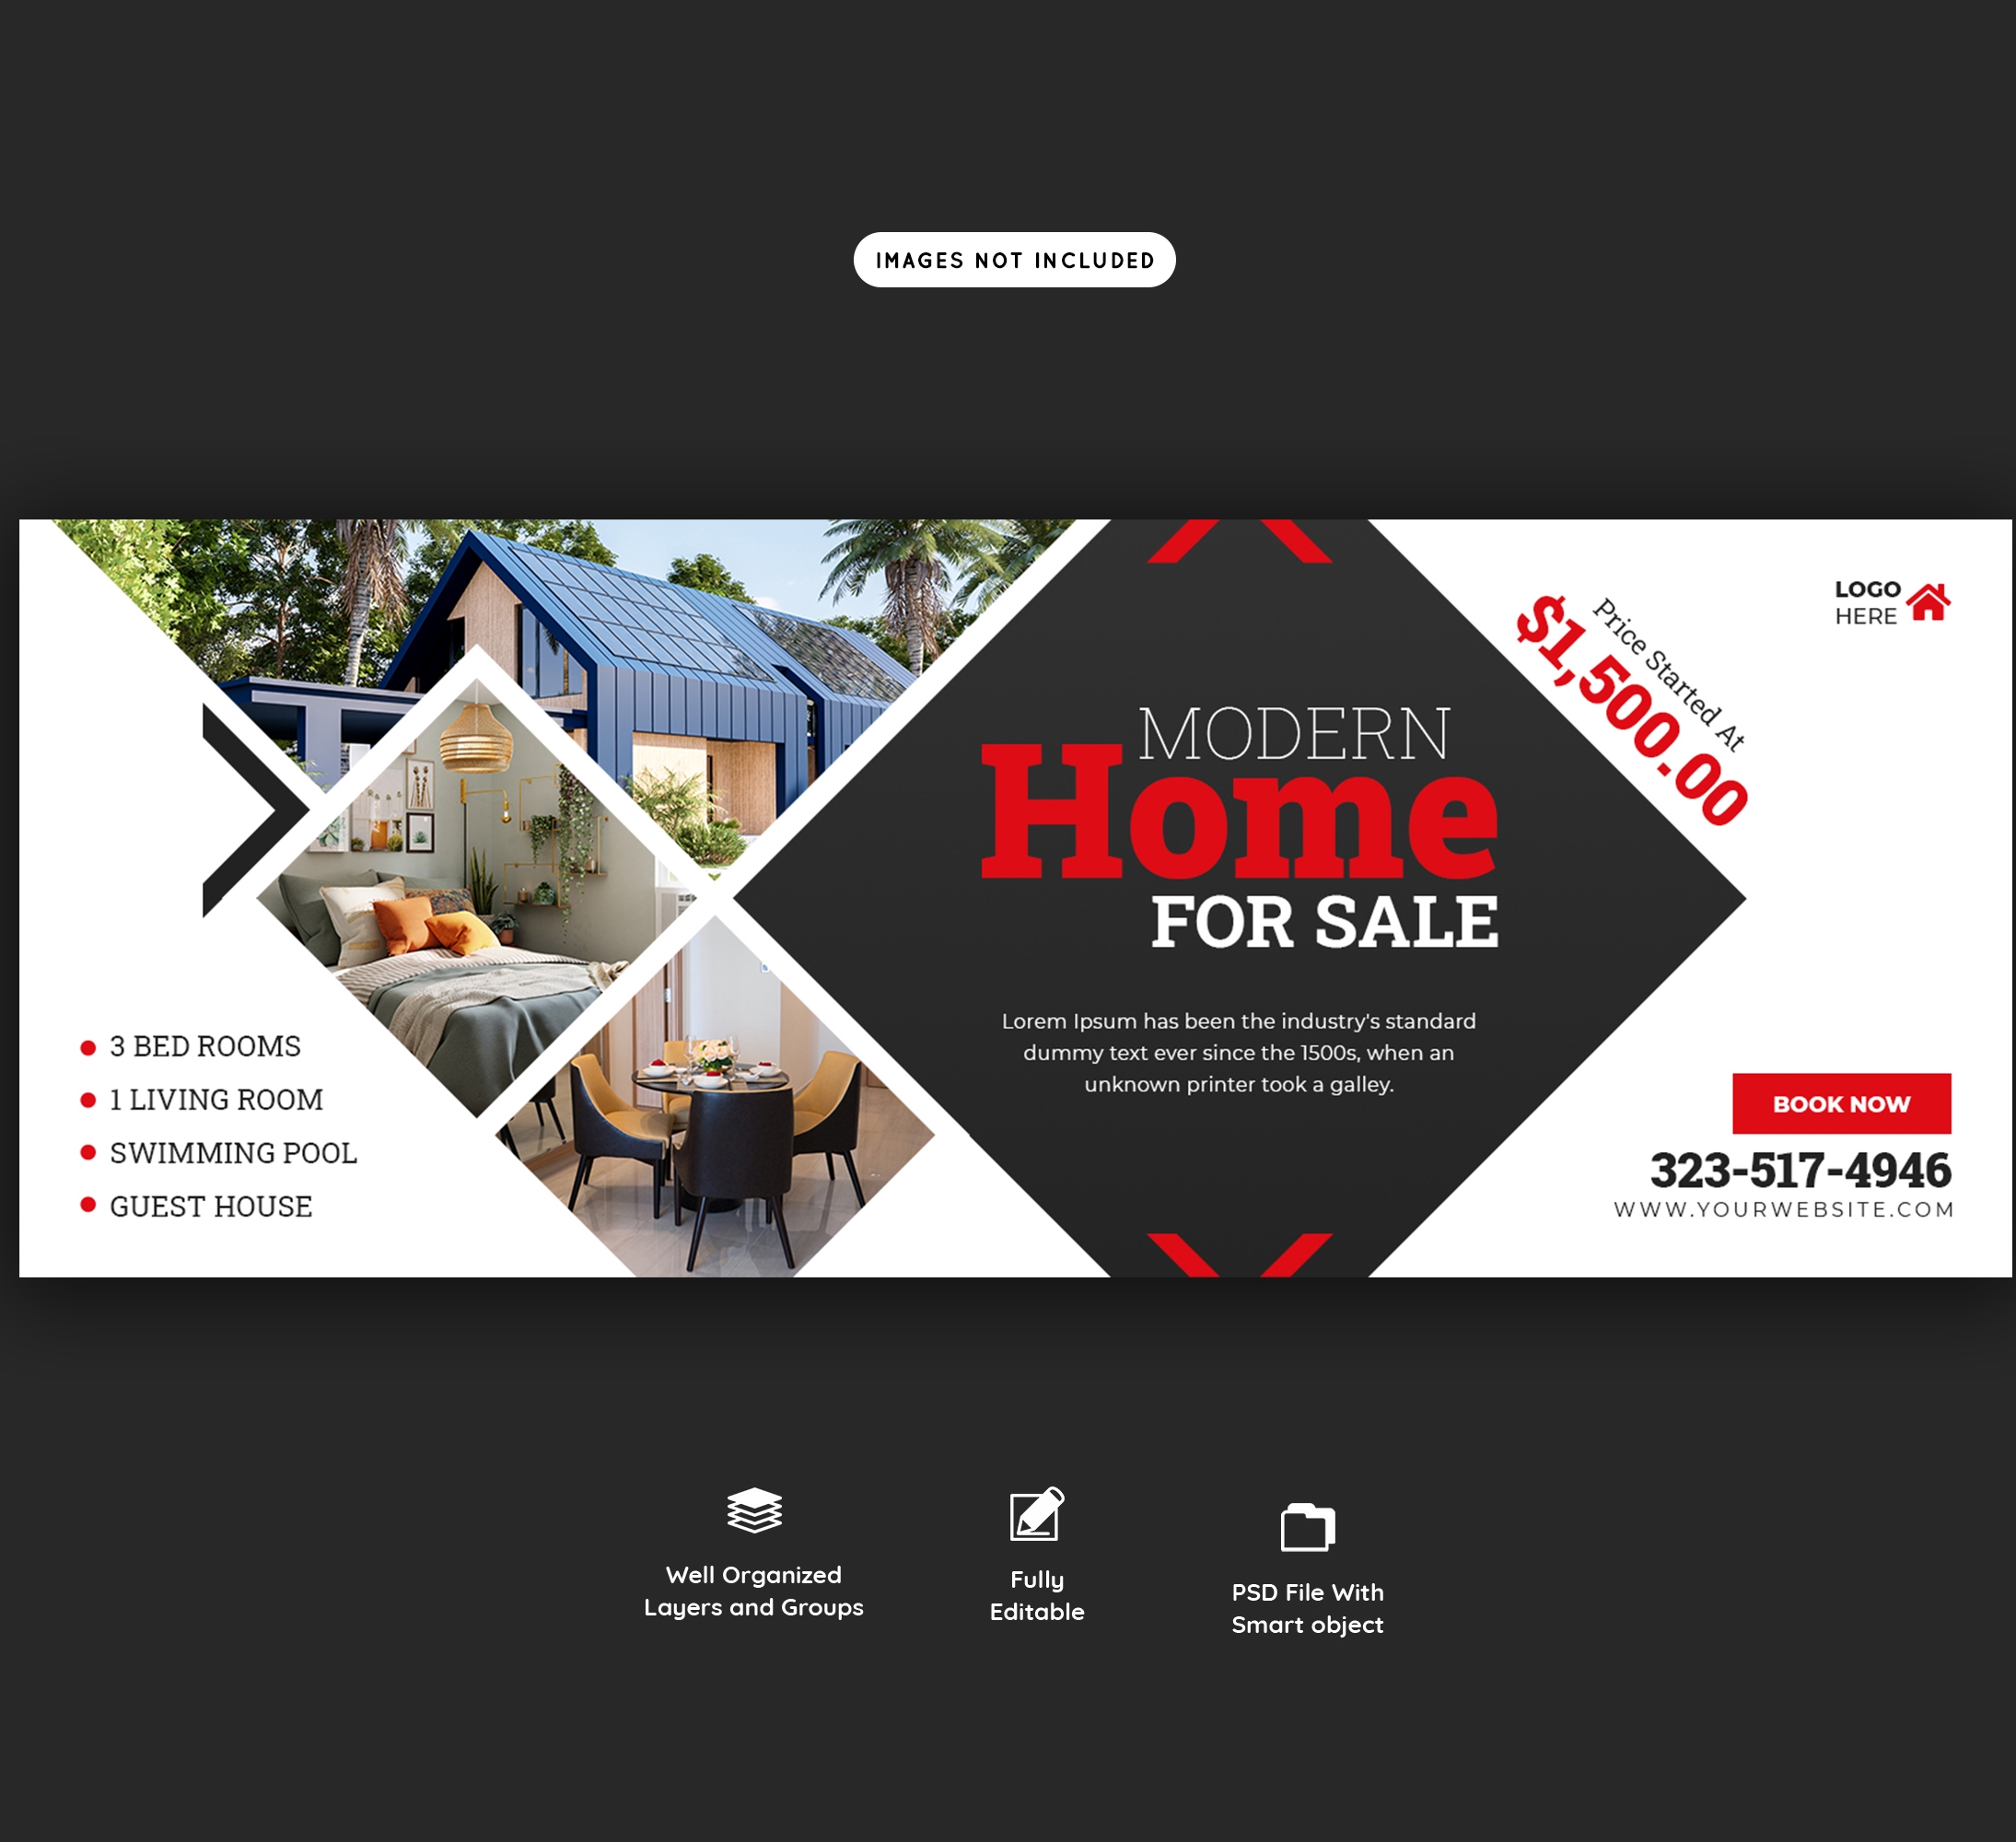 IMAGES NOT INCLUDED
LOGO
HERE
Price Started At
$1,500.00
MODERN
Home
FOR SALE
Lorem Ipsum has been the industry's standard
dummy text ever since the 1500s, when an
unknown printer took a galley.
3 BED ROOMS
1 LIVING ROOM
SWIMMING POOL
GUEST HOUSE
BOOK NOW
323-517-4946
WWW.YOURWEBSITE.COM
Well Organized
Layers and Groups
Fully
Editable
PSD File With
Smart object